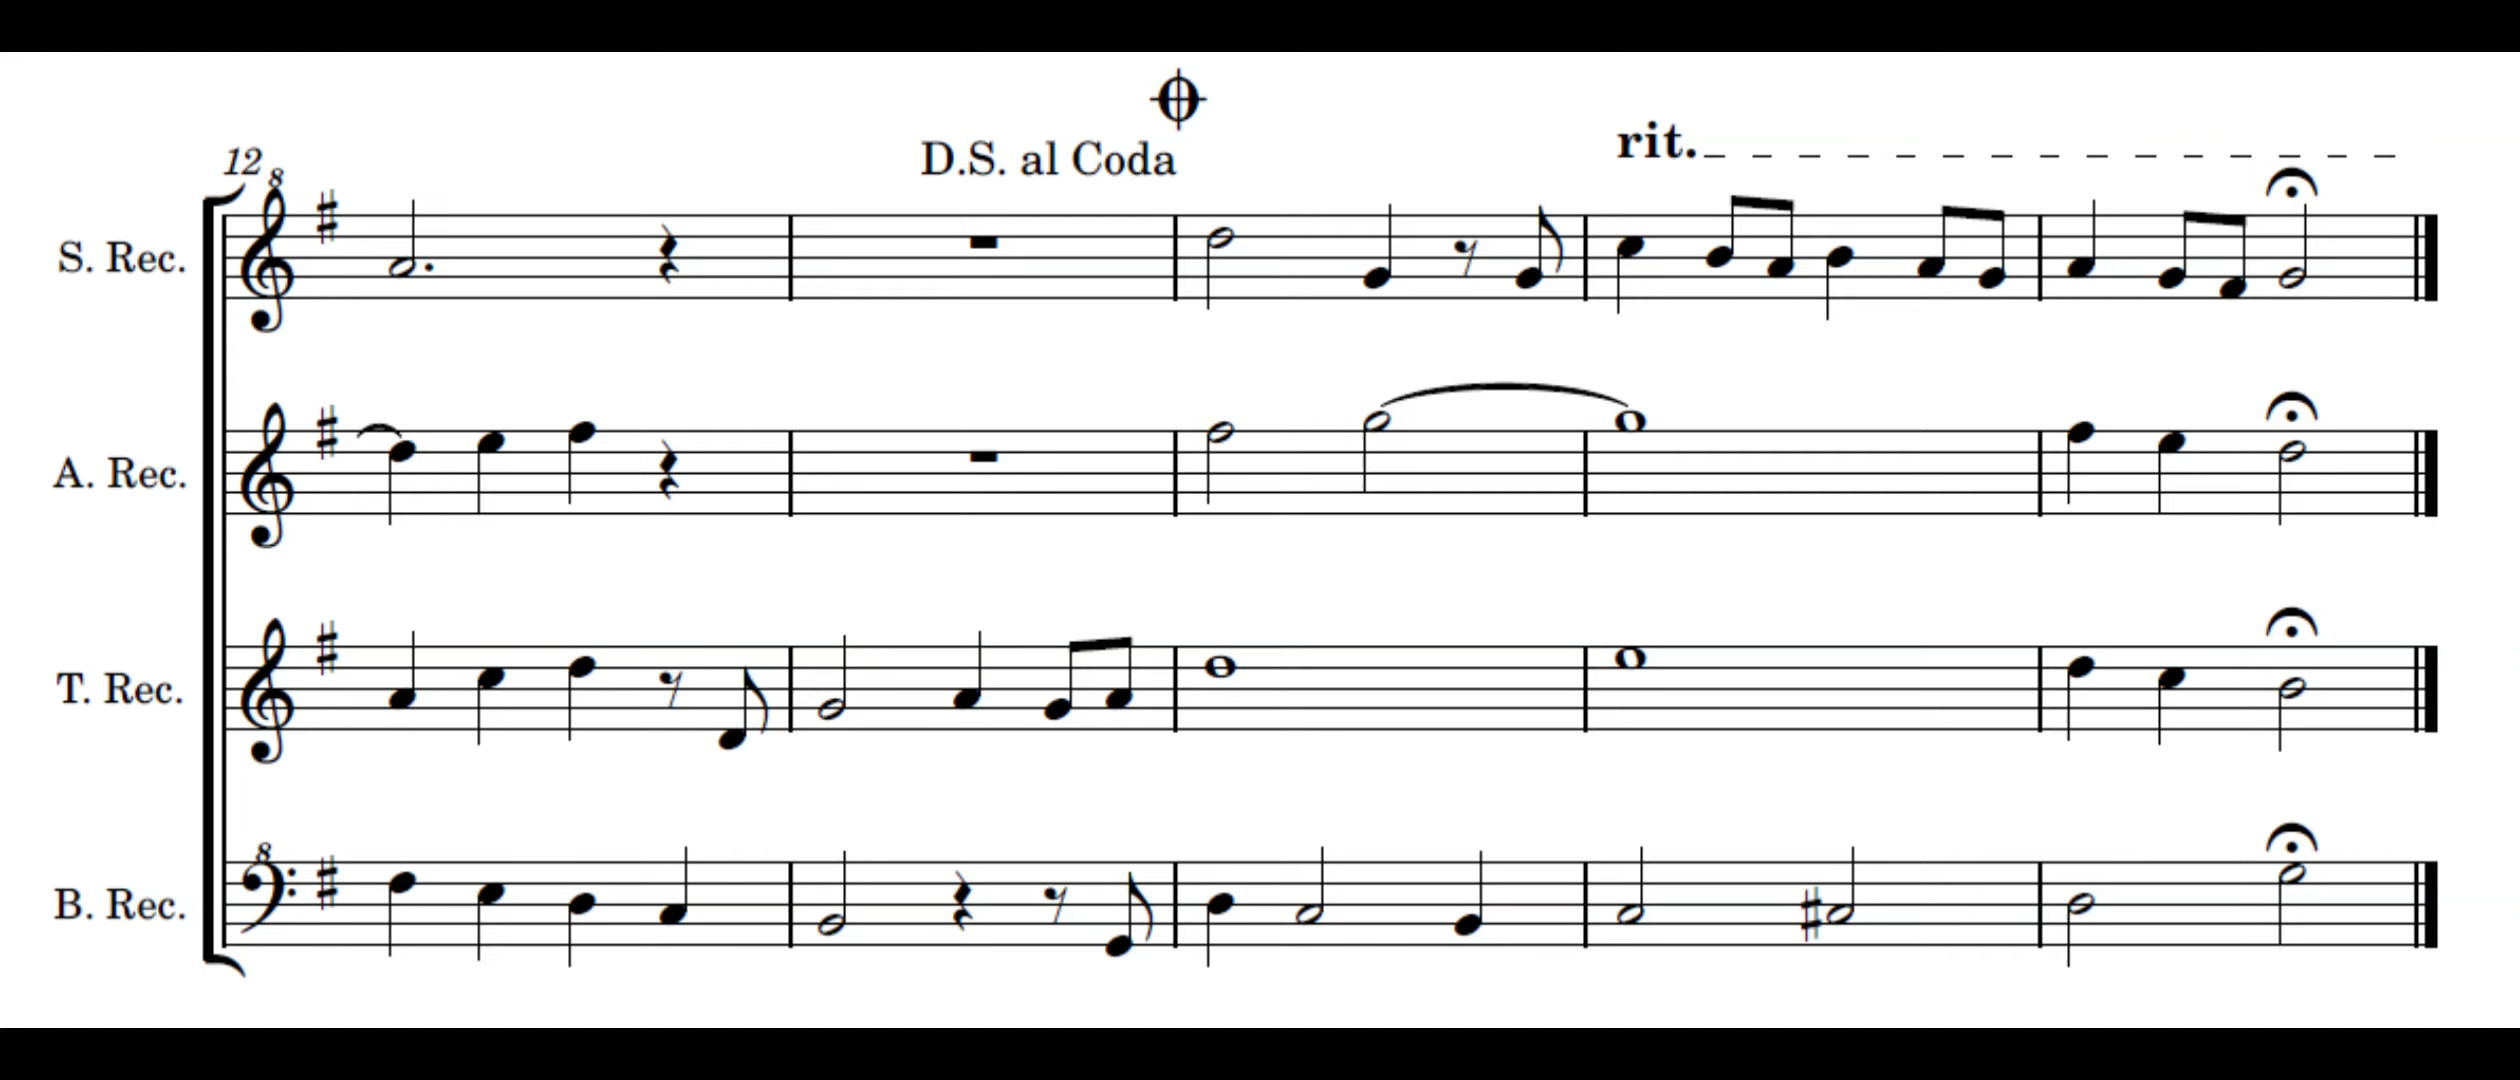 D.S. al Coda
rit.
12
8
S. Rec.
A. Rec.
T. Rec.
8
B. Rec.